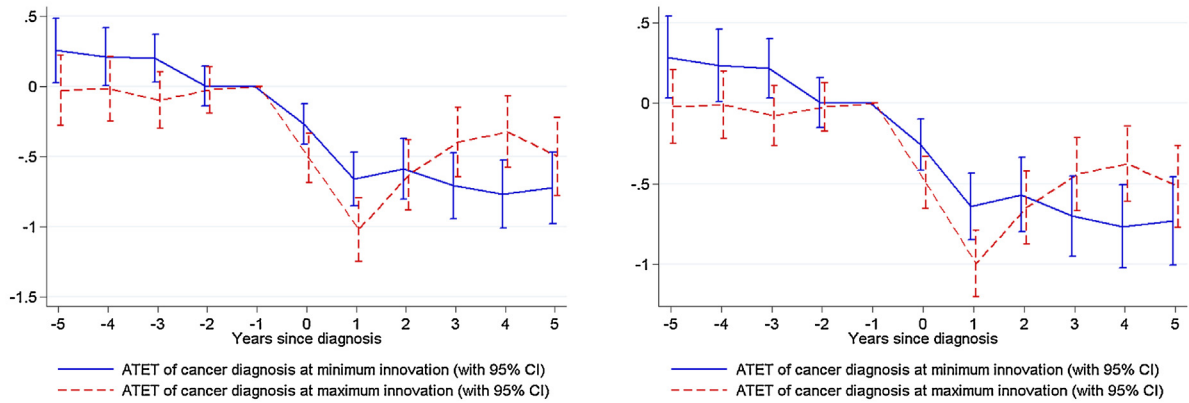 .5
0
-.5
-1
-1.5
-5 -4 -3 -2 -1 0 1 2 3 4 5
Years since diagnosis
ATET of cancer diagnosis at minimum innovation (with 95% CI)
ATET of cancer diagnosis at maximum innovation (with 95% CI)
.5
0
-.5
-1
-5 -4 -3 -2 -1 0 1 2 3 4 5
Years since diagnosis
ATET of cancer diagnosis at minimum innovation (with 95% CI)
ATET of cancer diagnosis at maximum innovation (with 95% CI)